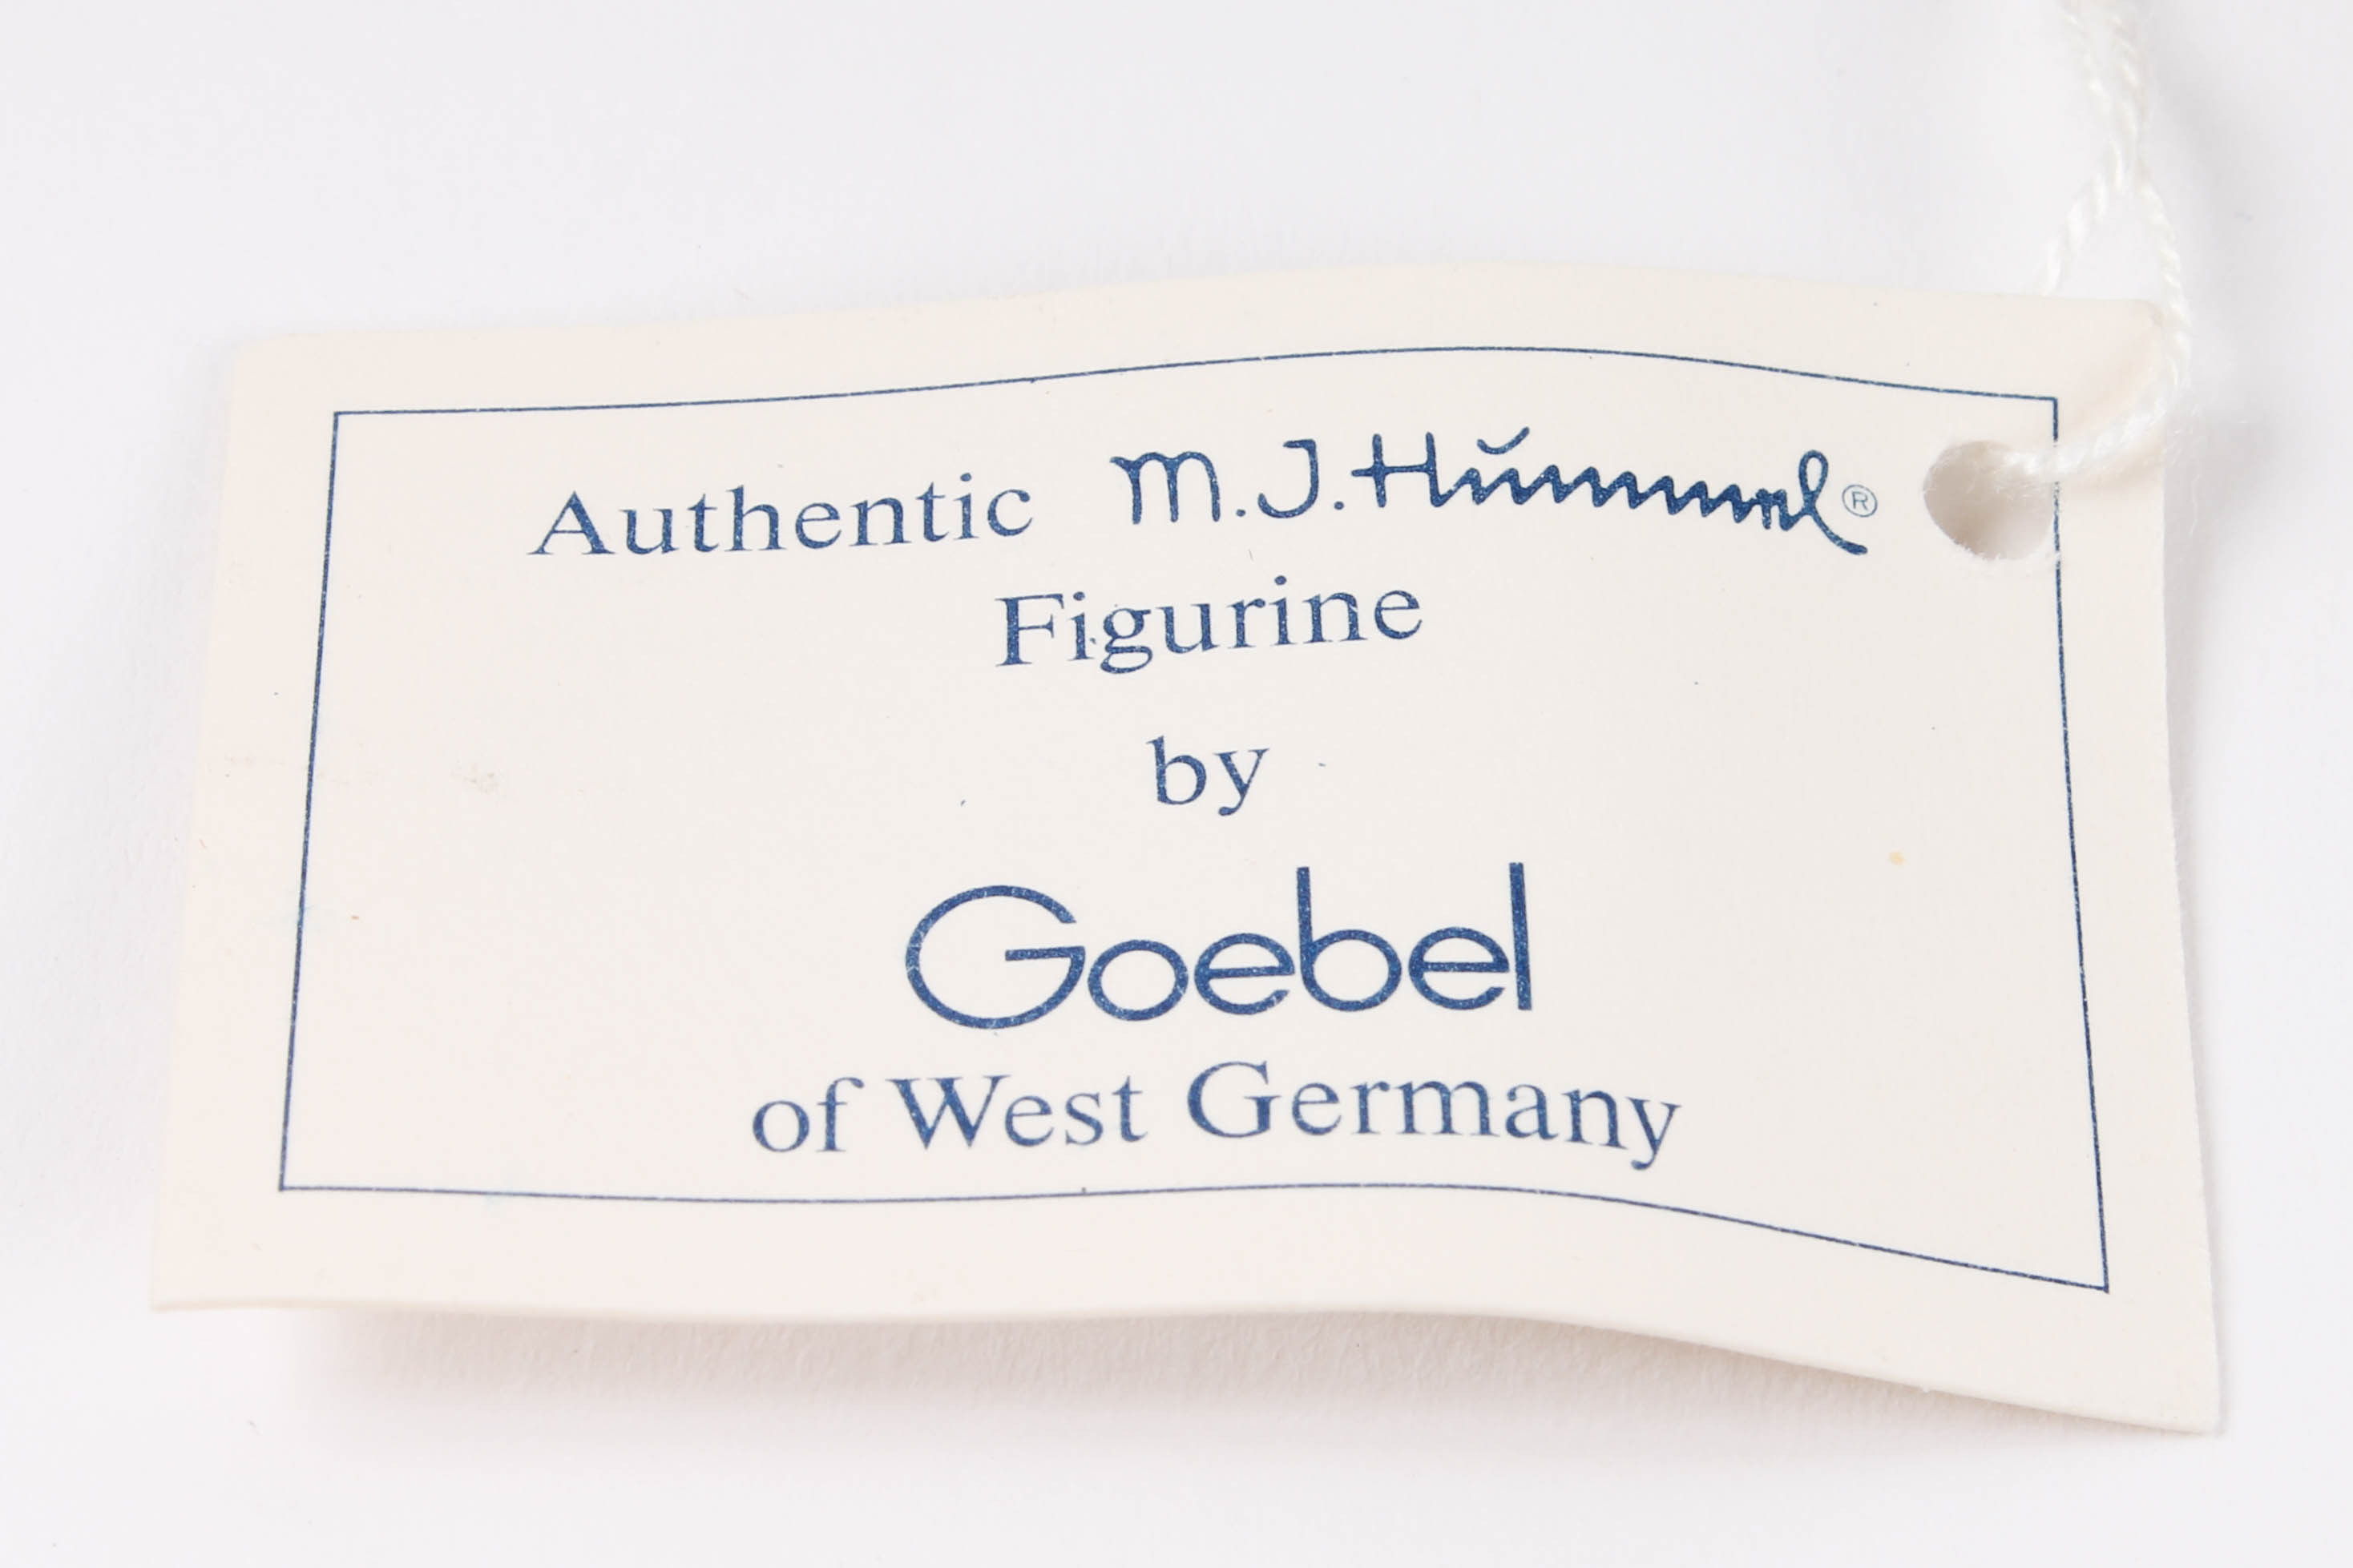 Authentic M.J. Hummel®
Figurine
by
Goebel
of West Germany